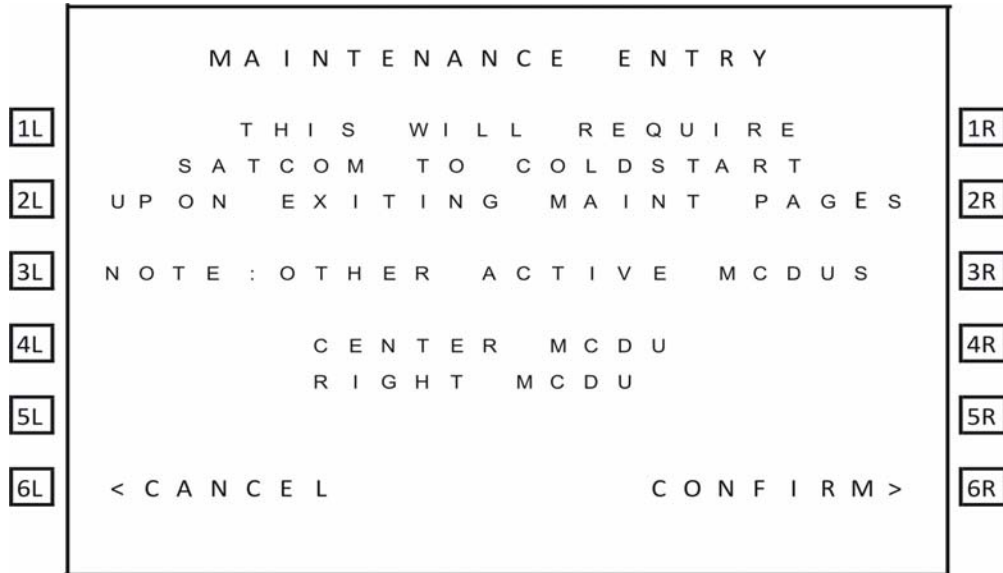 MAINTENANCE ENTRY
1L THIS WILL REQUIRE 1R
SATCOM TO COLDSTART
2L UPON EXITING MAINT PAGES 2R
3L NOTE:OTHER ACTIVE MCDUS 3R
4L CENTER MCDU 4R
RIGHT MCDU
5L 5R
6L <CANCEL CONFIRM> 6R